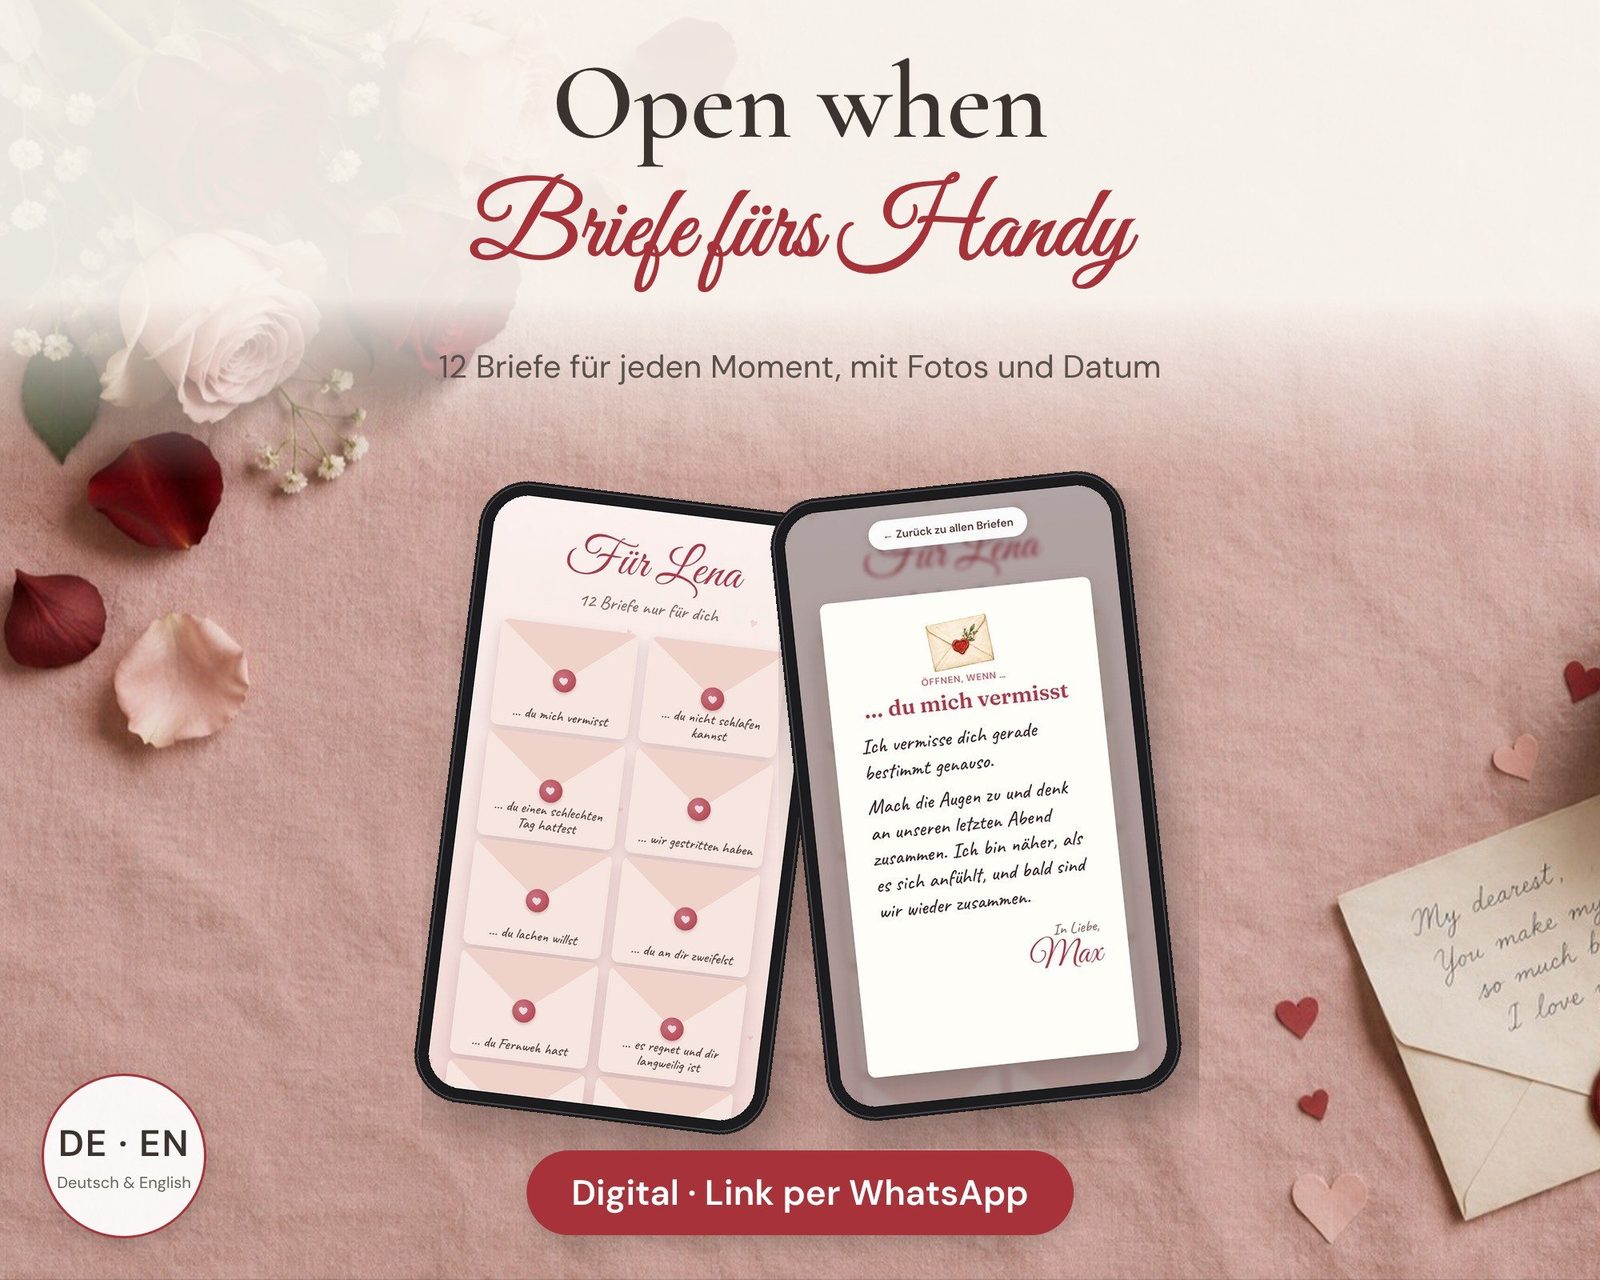 Open when
Briefe fürs Handy
12 Briefe für jeden Moment, mit Fotos und Datum
Für Lena
12 Briefe nur für dich
... du mich vermisst
... du nicht schlafen
kannst
... du einen schlechten
Tag hattest
... wir gestritten haben
... du lachen willst
... du an dir zweifelst
... du Fernweh hast
... es regnet und dir
langweilig ist
← Zurück zu allen Briefen
Für Lena
ÖFFNEN, WENN ...
... du mich vermisst
Ich vermisse dich gerade
bestimmt genauso.
Mach die Augen zu und denk
an unseren letzten Abend
zusammen. Ich bin näher, als
es sich anfühlt, und bald sind
wir wieder zusammen.
In Liebe,
Max
My dearest,
You make my
so much
I love
DE · EN
Deutsch & English
Digital · Link per WhatsApp